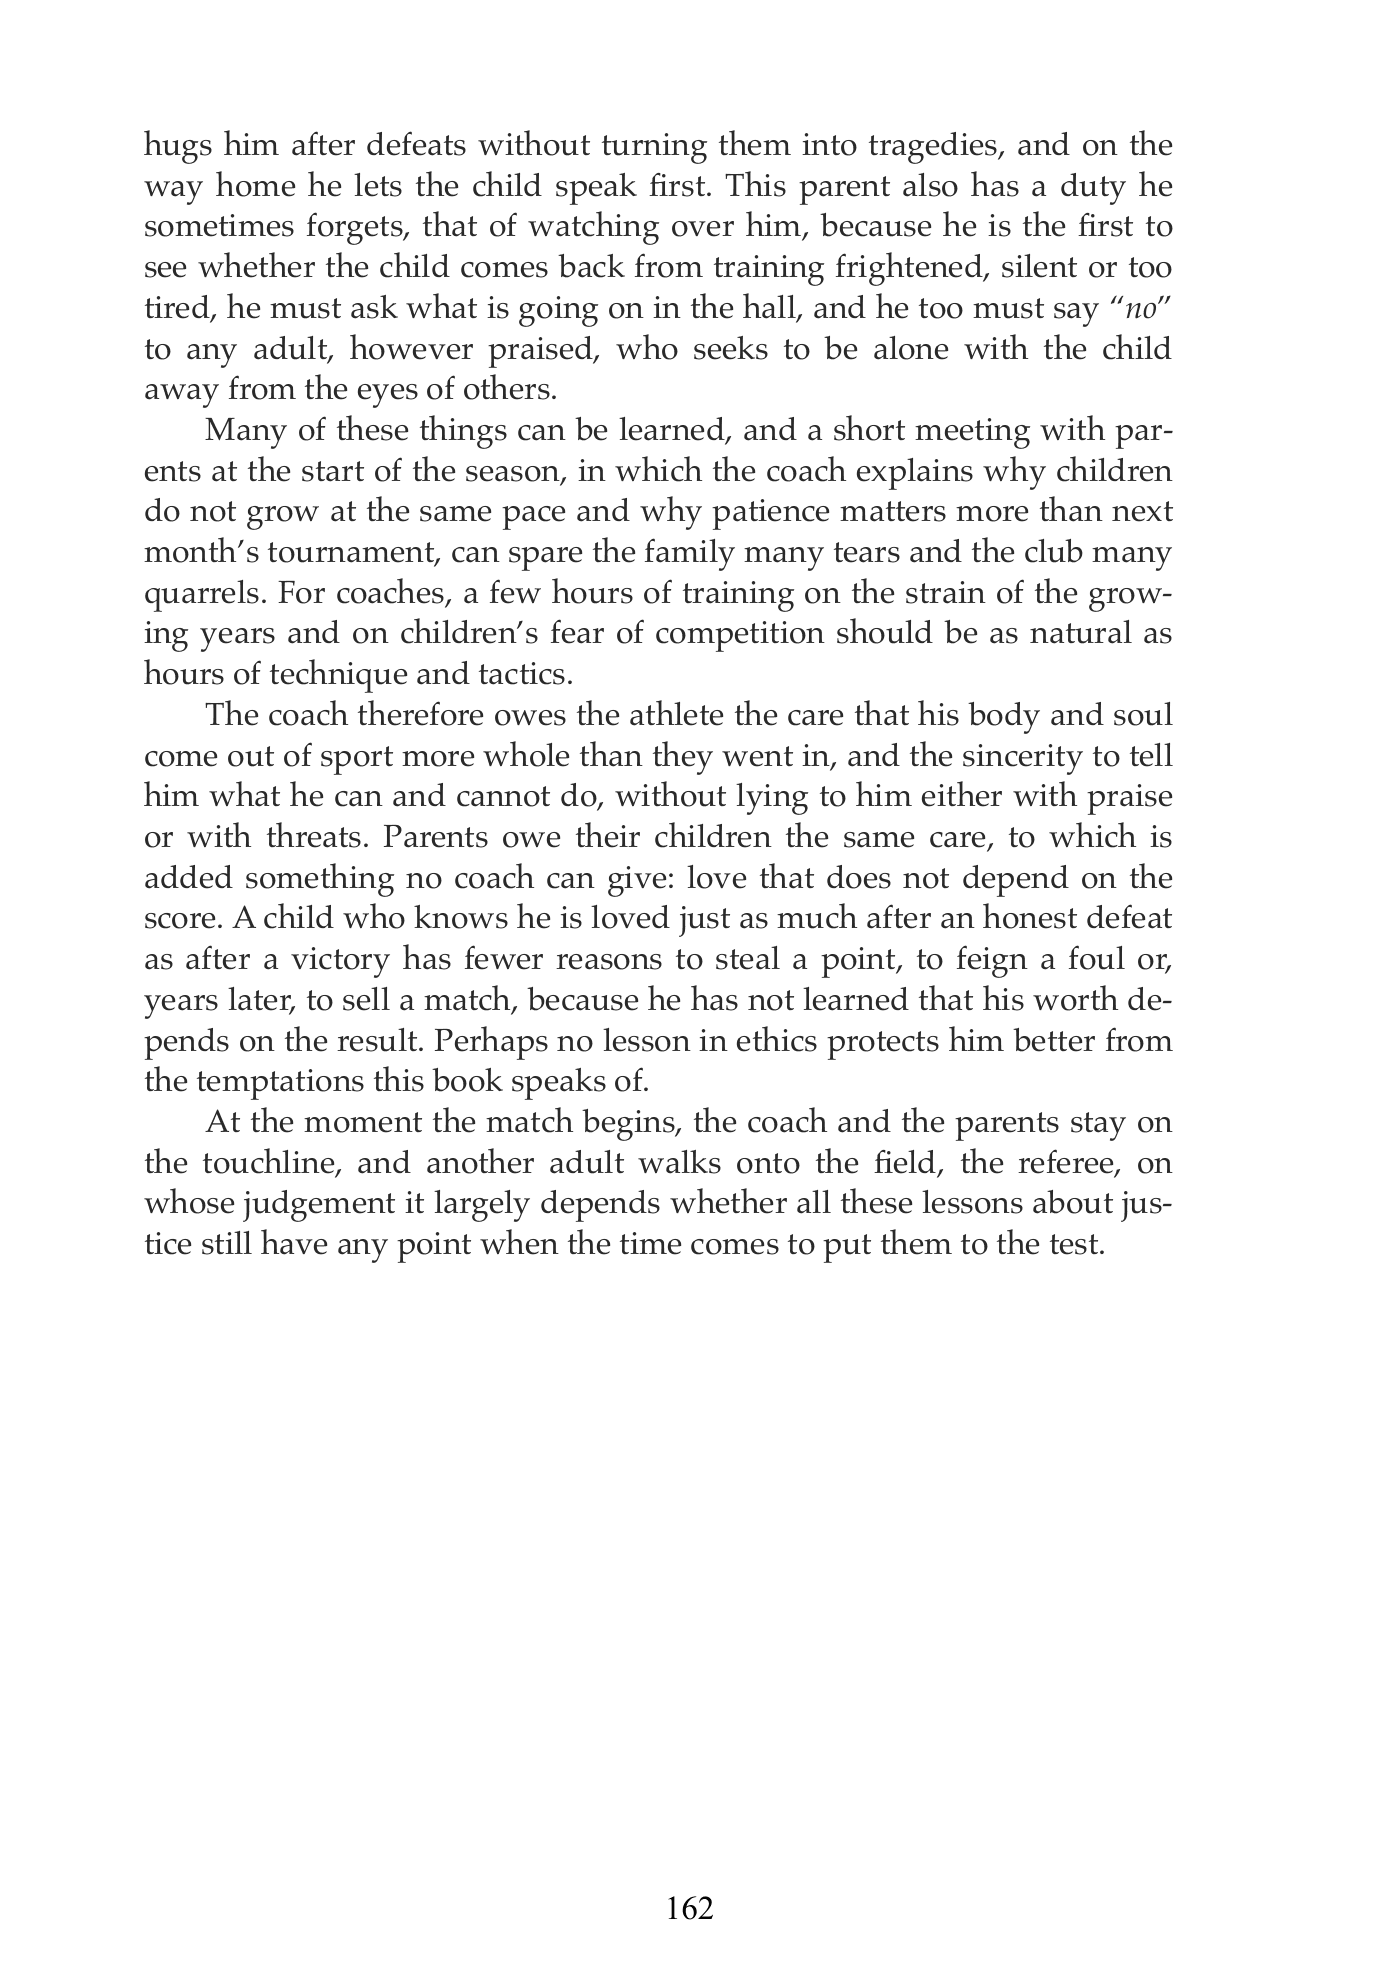 hugs him after defeats without turning them into tragedies, and on the
way home he lets the child speak first. This parent also has a duty he
sometimes forgets, that of watching over him, because he is the first to
see whether the child comes back from training frightened, silent or too
tired, he must ask what is going on in the hall, and he too must say “no”
to any adult, however praised, who seeks to be alone with the child
away from the eyes of others.
Many of these things can be learned, and a short meeting with par-
ents at the start of the season, in which the coach explains why children
do not grow at the same pace and why patience matters more than next
month’s tournament, can spare the family many tears and the club many
quarrels. For coaches, a few hours of training on the strain of the grow-
ing years and on children’s fear of competition should be as natural as
hours of technique and tactics.
The coach therefore owes the athlete the care that his body and soul
come out of sport more whole than they went in, and the sincerity to tell
him what he can and cannot do, without lying to him either with praise
or with threats. Parents owe their children the same care, to which is
added something no coach can give: love that does not depend on the
score. A child who knows he is loved just as much after an honest defeat
as after a victory has fewer reasons to steal a point, to feign a foul or,
years later, to sell a match, because he has not learned that his worth de-
pends on the result. Perhaps no lesson in ethics protects him better from
the temptations this book speaks of.
At the moment the match begins, the coach and the parents stay on
the touchline, and another adult walks onto the field, the referee, on
whose judgement it largely depends whether all these lessons about jus-
tice still have any point when the time comes to put them to the test.
162